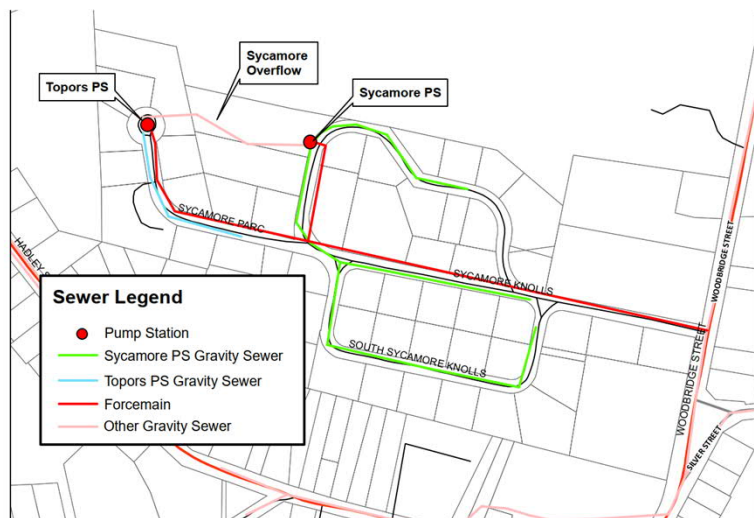 Sycamore
Overflow
Topors PS
Sycamore PS
SYCAMORE PARC
SYCAMORE KNOLLS
WOODBRIDGE STREET
HADLEY S
SOUTH SYCAMORE KNOLLS
WOODBRIDGE STREET
SILVER STREET
Sewer Legend
Pump Station
Sycamore PS Gravity Sewer
Topors PS Gravity Sewer
Forcemain
Other Gravity Sewer